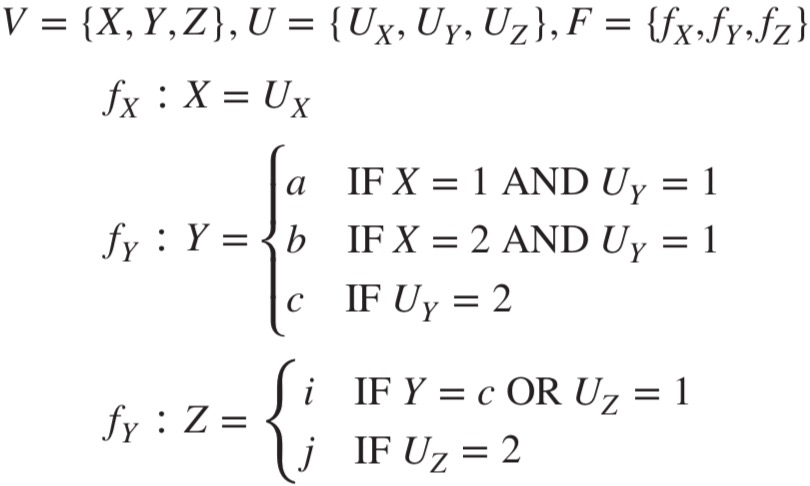 V = {X, Y,Z}, U = {U_X, U_Y, U_Z}, F = {f_X,f_Y,f_Z}
f_X : X = U_X
f_Y : Y = { a IF X = 1 AND U_Y = 1
b IF X = 2 AND U_Y = 1
c IF U_Y = 2
f_Y : Z = { i IF Y = c OR U_Z = 1
j IF U_Z = 2